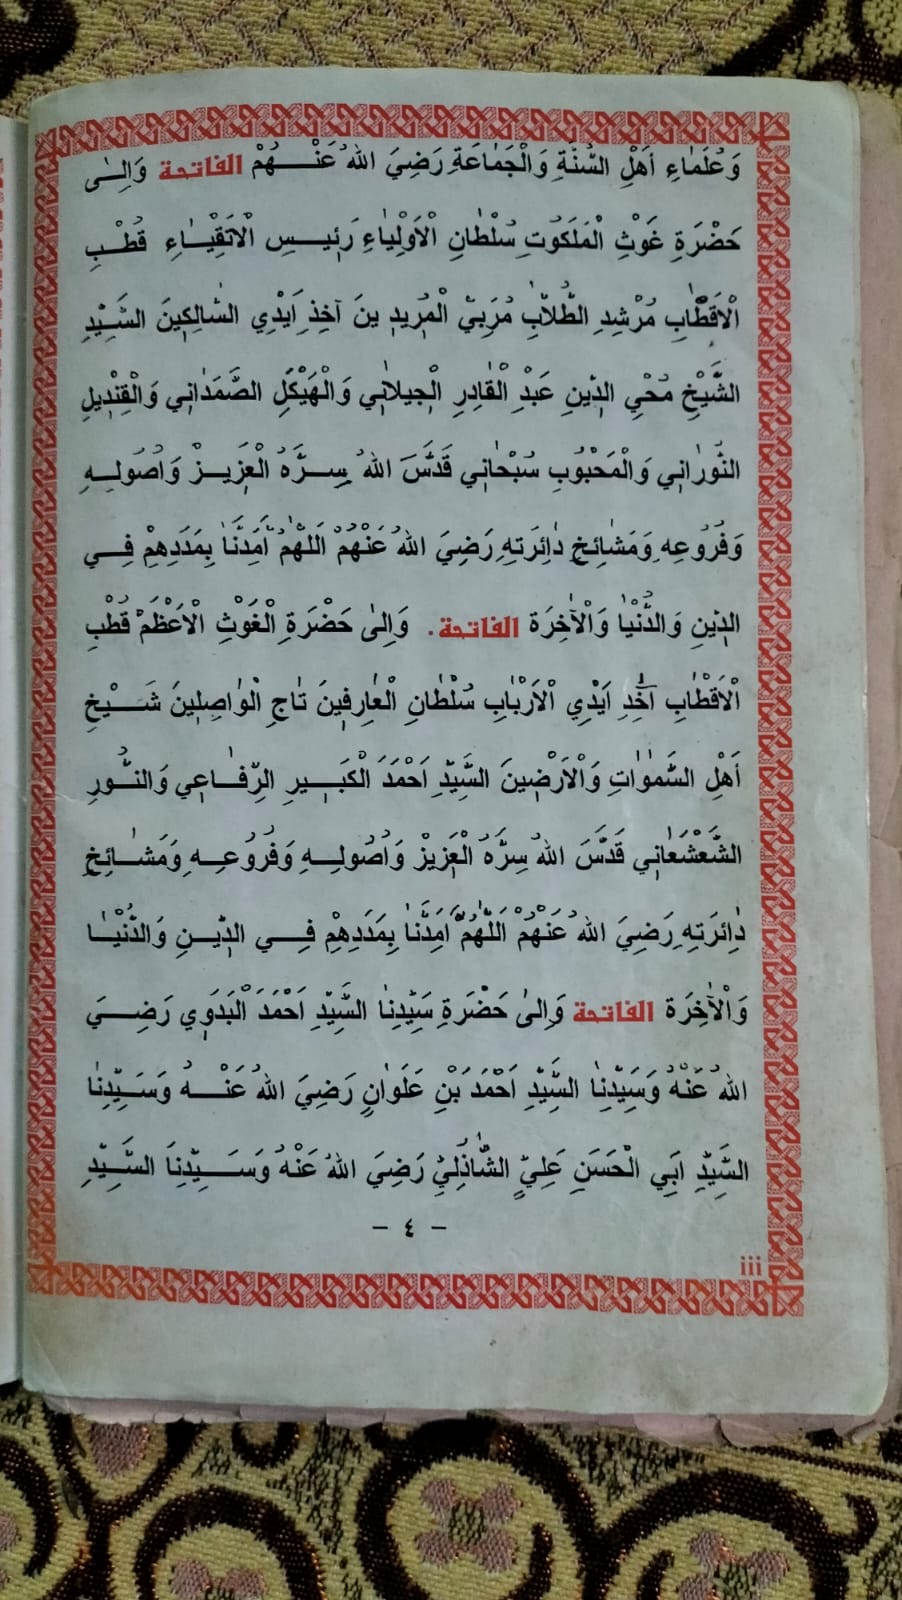 وَعُلَمَاءِ أَهْلِ السُّنَّةِ وَالْجَمَاعَةِ رَضِيَ اللهُ عَنْهُمْ الفاتحة وَاِلٰى
حَضْرَةِ غَوْثِ الْمَلَكُوتِ سُلْطَانِ الْاَوْلِيَاءِ رَئِيسِ الْاَتْقِيَاءِ قُطْبِ
الْاَقْطَابِ مُرْشِدِ الطُّلَّابِ مُرَبِيِّ الْمُرِيدِينَ آخِذِ اَيْدِي السَّالِكِينَ السَّيِّدِ
الشَّيْخِ مُحْيِ الدِّينِ عَبْدِ الْقَادِرِ الْجِيلَانِي وَالْهَيْكَلِ الصَّمَدَانِي وَالْقِنْدِيلِ
النُّورَانِي وَالْمَحْبُوبِ سُبْحَانِي قَدَّسَ اللهُ سِرَّهُ الْعَزِيزْ وَاُصُولِهِ
وَفُرُوعِهِ وَمَشَائِخِ دَائِرَتِهِ رَضِيَ اللهُ عَنْهُمْ اَللّٰهُمَّ اَمِدَّنَا بِمَدَدِهِمْ فِي
الدِّينِ وَالدُّنْيَا وَالْاٰخِرَة الفاتحة. وَاِلٰى حَضْرَةِ الْغَوْثِ الْاَعْظَمْ قُطْبِ
الْاَقْطَابِ آخِدِ اَيْدِي الْاَرْبَابِ سُلْطَانِ الْعَارِفِينَ تَاجِ الْوَاصِلِينَ شَيْخِ
أَهْلِ السَّمٰوَاتِ وَالْاَرْضِينَ السَّيِّدِ اَحْمَدَ الْكَبِيرِ الرِّفَاعِي وَالنُّورِ
الشَّعْشَعَانِي قَدَّسَ اللهُ سِرَّهُ الْعَزِيزْ وَاُصُولِهِ وَفُرُوعِهِ وَمَشَائِخِ
دَائِرَتِهِ رَضِيَ اللهُ عَنْهُمْ اَللّٰهُمَّ اَمِدَّنَا بِمَدَدِهِمْ فِي الدِّينِ وَالدُّنْيَا
وَالْاٰخِرَة الفاتحة وَاِلٰى حَضْرَةِ سَيِّدِنَا السَّيِّدِ اَحْمَدَ الْبَدَوِي رَضِيَ
اللهُ عَنْهُ وَسَيِّدِنَا السَّيِّدِ اَحْمَدَ بْنِ عَلَوَانِ رَضِيَ اللهُ عَنْهُ وَسَيِّدِنَا
السَّيِّدِ اَبِي الْحَسَنِ عَلِيِّ الشَّاذُلِيِّ رَضِيَ اللهُ عَنْهُ وَسَيِّدِنَا السَّيِّدِ
– ٤ –
iii